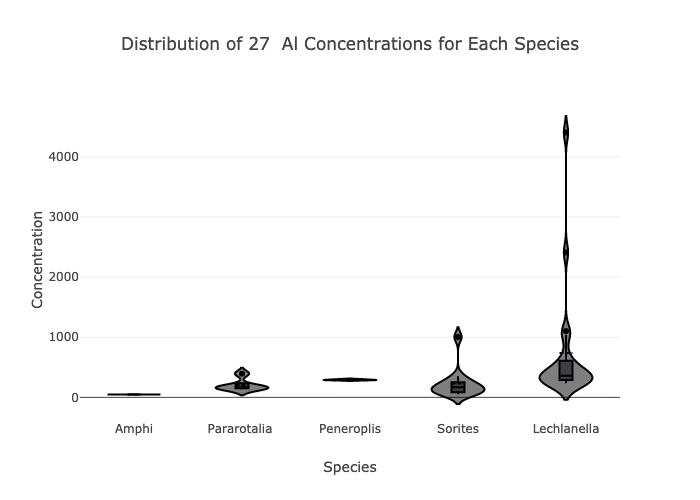 Distribution of 27  Al Concentrations for Each Species
4000
3000
2000
1000
0
Concentration
Amphi Pararotalia Peneroplis Sorites Lechlanella
Species